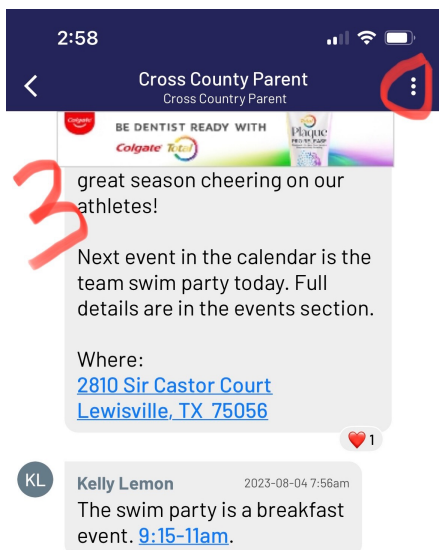 2:58
Cross County Parent
Cross Country Parent
Colgate
BE DENTIST READY WITH
Colgate Total
Total
Plaque
PRO RELEASE
3
great season cheering on our
athletes!
Next event in the calendar is the
team swim party today. Full
details are in the events section.
Where:
2810 Sir Castor Court
Lewisville, TX 75056
❤️ 1
KL
Kelly Lemon 2023-08-04 7:56am
The swim party is a breakfast
event. 9:15-11am.